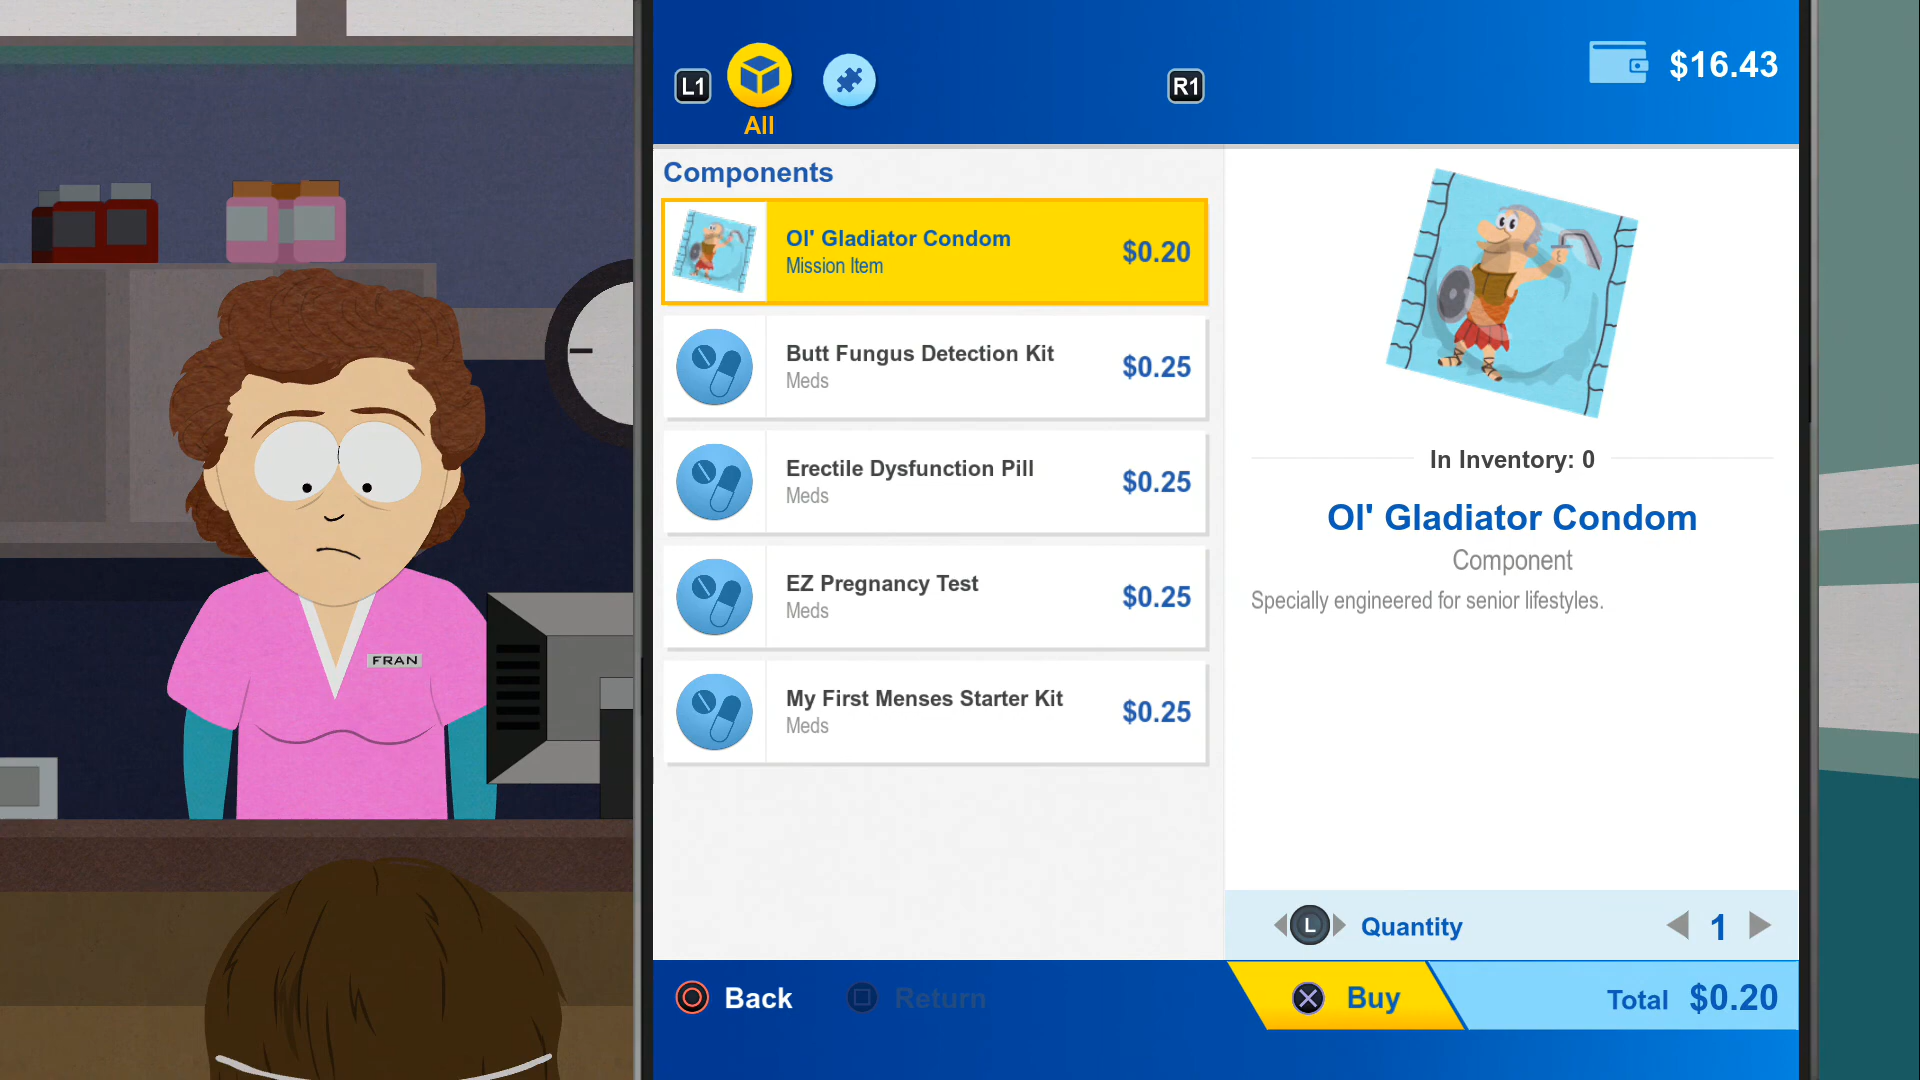 L1
R1
$16.43
All
Components
Ol' Gladiator Condom
Mission Item
$0.20
Butt Fungus Detection Kit
Meds
$0.25
Erectile Dysfunction Pill
Meds
$0.25
EZ Pregnancy Test
Meds
$0.25
My First Menses Starter Kit
Meds
$0.25
In Inventory: 0
Ol' Gladiator Condom
Component
Specially engineered for senior lifestyles.
FRAN
L Quantity 1
Back
Return
Buy
Total $0.20